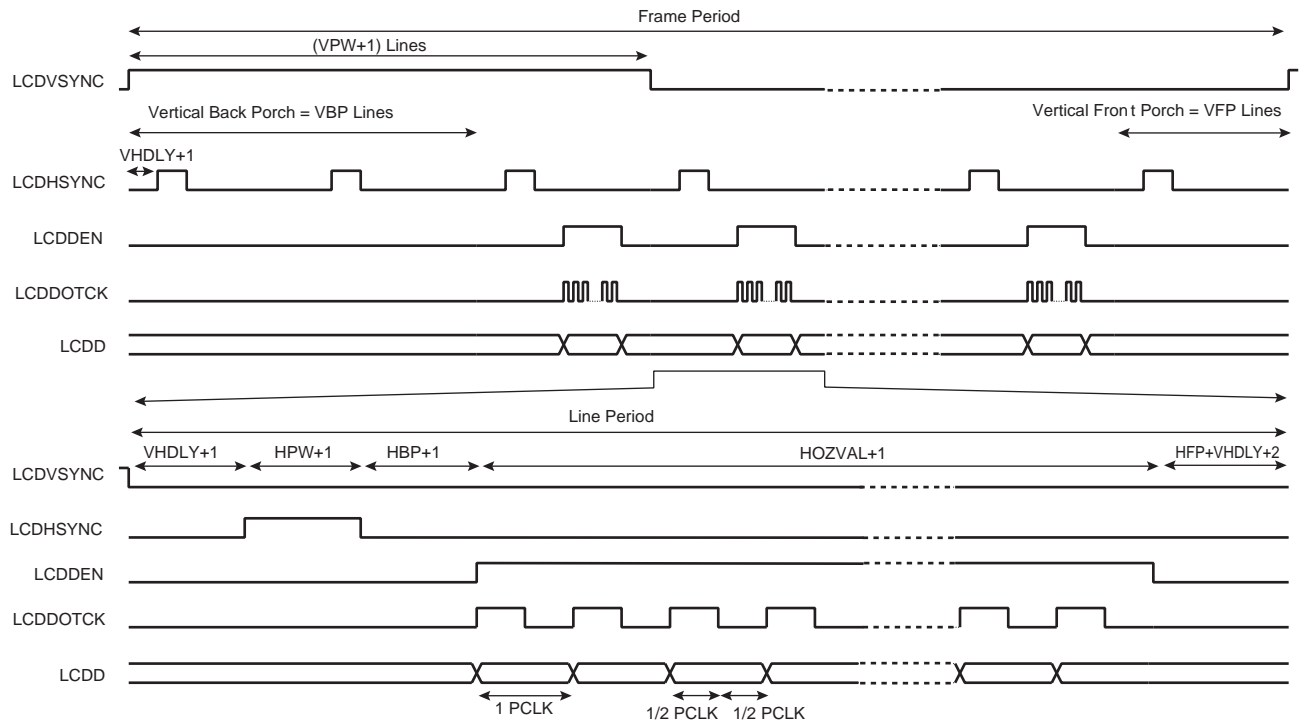 Frame Period
(VPW+1) Lines
LCDVSYNC
Vertical Back Porch = VBP Lines
Vertical Fron t Porch = VFP Lines
VHDLY+1
LCDHSYNC
LCDDEN
LCDDOTCK
LCDD
Line Period
VHDLY+1
HPW+1
HBP+1
HOZVAL+1
HFP+VHDLY+2
LCDVSYNC
LCDHSYNC
LCDDEN
LCDDOTCK
LCDD
1 PCLK
1/2 PCLK
1/2 PCLK